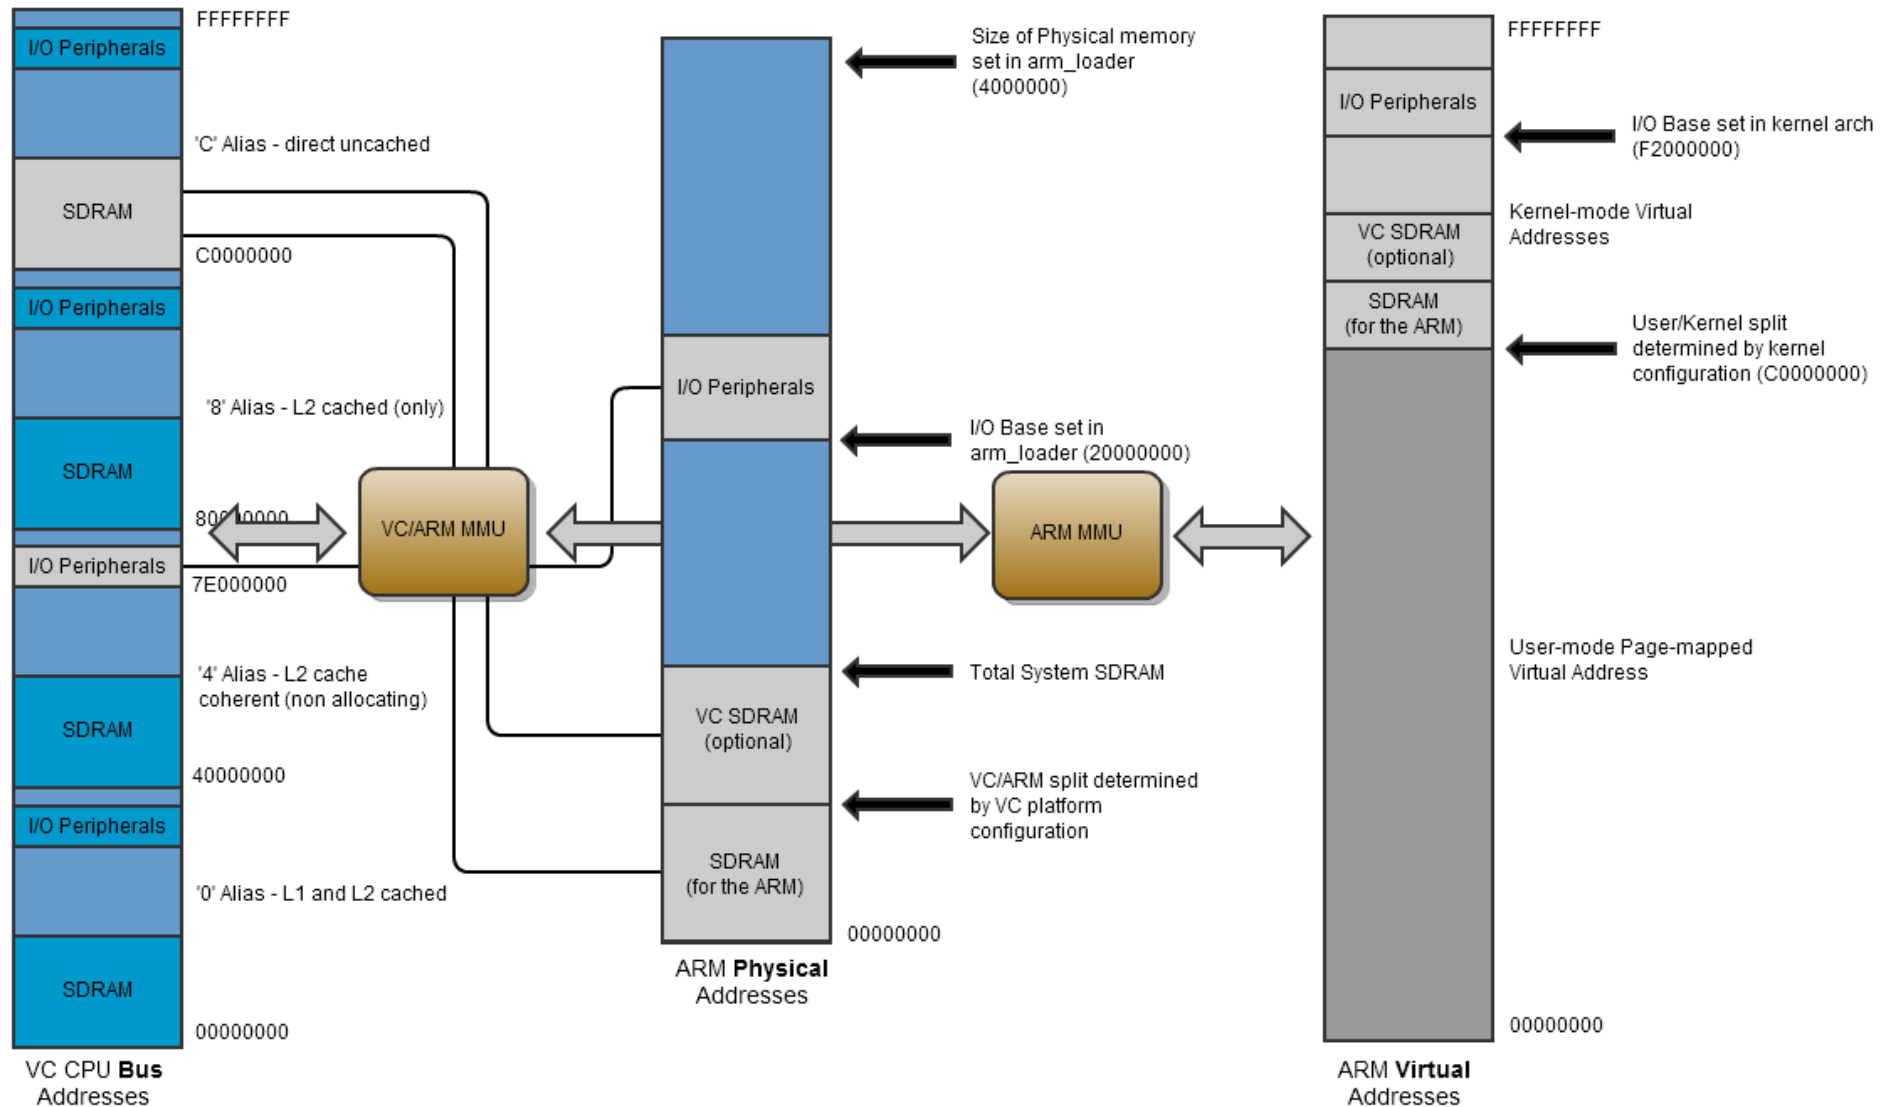 FFFFFFFF
I/O Peripherals
'C' Alias - direct uncached
SDRAM
C0000000
I/O Peripherals
'8' Alias - L2 cached (only)
SDRAM
80000000
I/O Peripherals
7E000000
'4' Alias - L2 cache
coherent (non allocating)
SDRAM
40000000
I/O Peripherals
'0' Alias - L1 and L2 cached
SDRAM
00000000
VC CPU Bus
Addresses
VC/ARM MMU
Size of Physical memory
set in arm_loader
(4000000)
I/O Peripherals
I/O Base set in
arm_loader (20000000)
Total System SDRAM
VC SDRAM
(optional)
VC/ARM split determined
by VC platform
configuration
SDRAM
(for the ARM)
00000000
ARM Physical
Addresses
ARM MMU
FFFFFFFF
I/O Peripherals
I/O Base set in kernel arch
(F2000000)
Kernel-mode Virtual
Addresses
VC SDRAM
(optional)
SDRAM
(for the ARM)
User/Kernel split
determined by kernel
configuration (C0000000)
User-mode Page-mapped
Virtual Address
00000000
ARM Virtual
Addresses